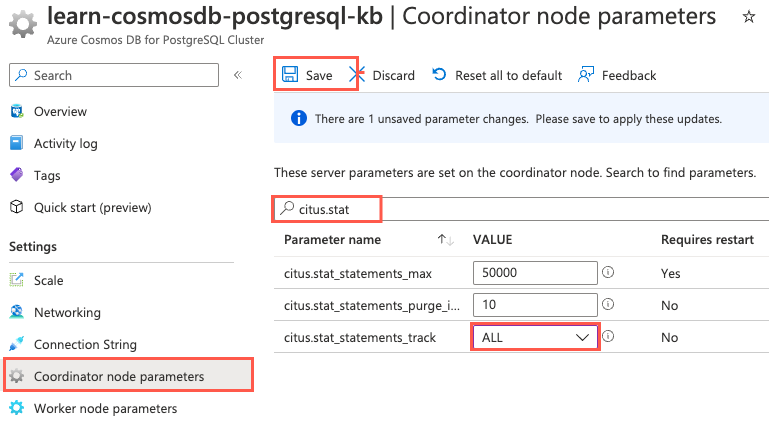 learn-cosmosdb-postgresql-kb | Coordinator node parameters
Azure Cosmos DB for PostgreSQL Cluster
Search
Overview
Activity log
Tags
Quick start (preview)
Settings
Scale
Networking
Connection String
Coordinator node parameters
Worker node parameters
Save Discard Reset all to default Feedback
There are 1 unsaved parameter changes. Please save to apply these updates.
These server parameters are set on the coordinator node. Search to find parameters.
citus.stat
Parameter name VALUE Requires restart
citus.stat_statements_max 50000 Yes
citus.stat_statements_purge_i... 10 No
citus.stat_statements_track ALL No